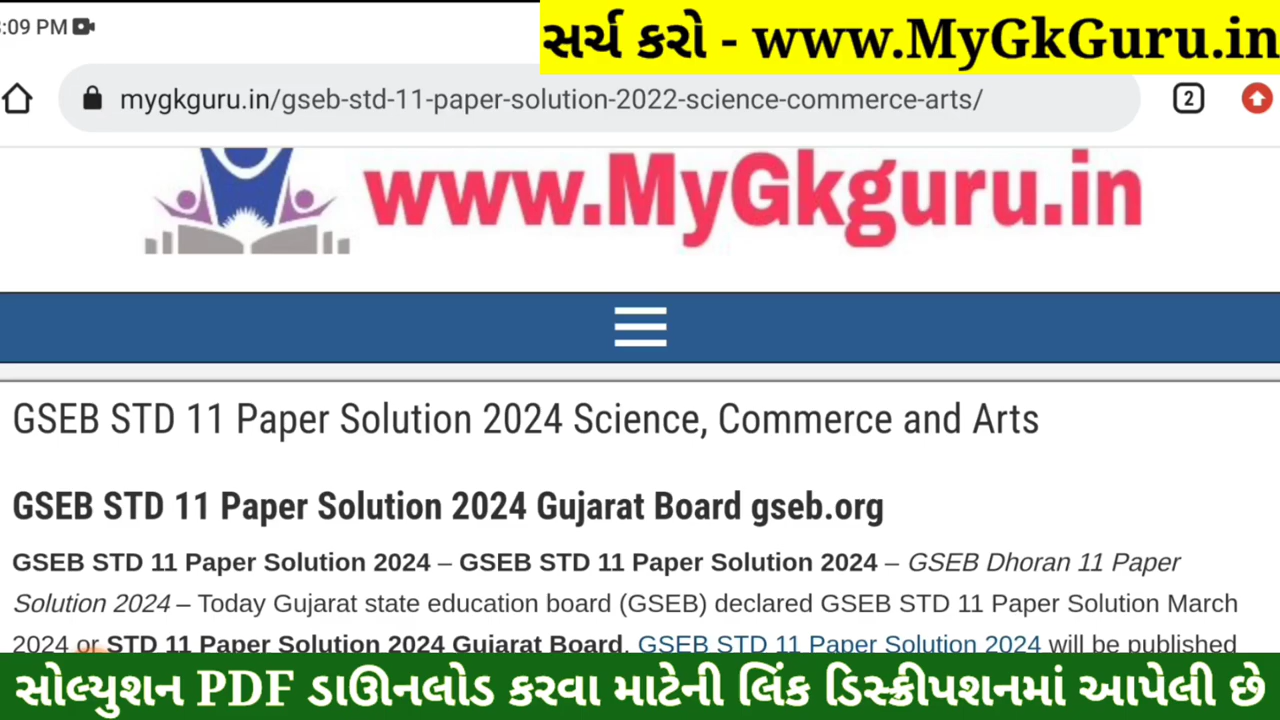 :09 PM
સર્ચ કરો - www.MyGkGuru.in
mygkguru.in/gseb-std-11-paper-solution-2022-science-commerce-arts/
2
www.MyGkguru.in
GSEB STD 11 Paper Solution 2024 Science, Commerce and Arts
GSEB STD 11 Paper Solution 2024 Gujarat Board gseb.org
GSEB STD 11 Paper Solution 2024 – GSEB STD 11 Paper Solution 2024 – GSEB Dhoran 11 Paper
Solution 2024 – Today Gujarat state education board (GSEB) declared GSEB STD 11 Paper Solution March
2024 or STD 11 Paper Solution 2024 Gujarat Board. GSEB STD 11 Paper Solution 2024 will be published
સોલ્યુશન PDF ડાઊનલોડ કરવા માટેની લિંક ડિસ્ક્રીપશનમાં આપેલી છે